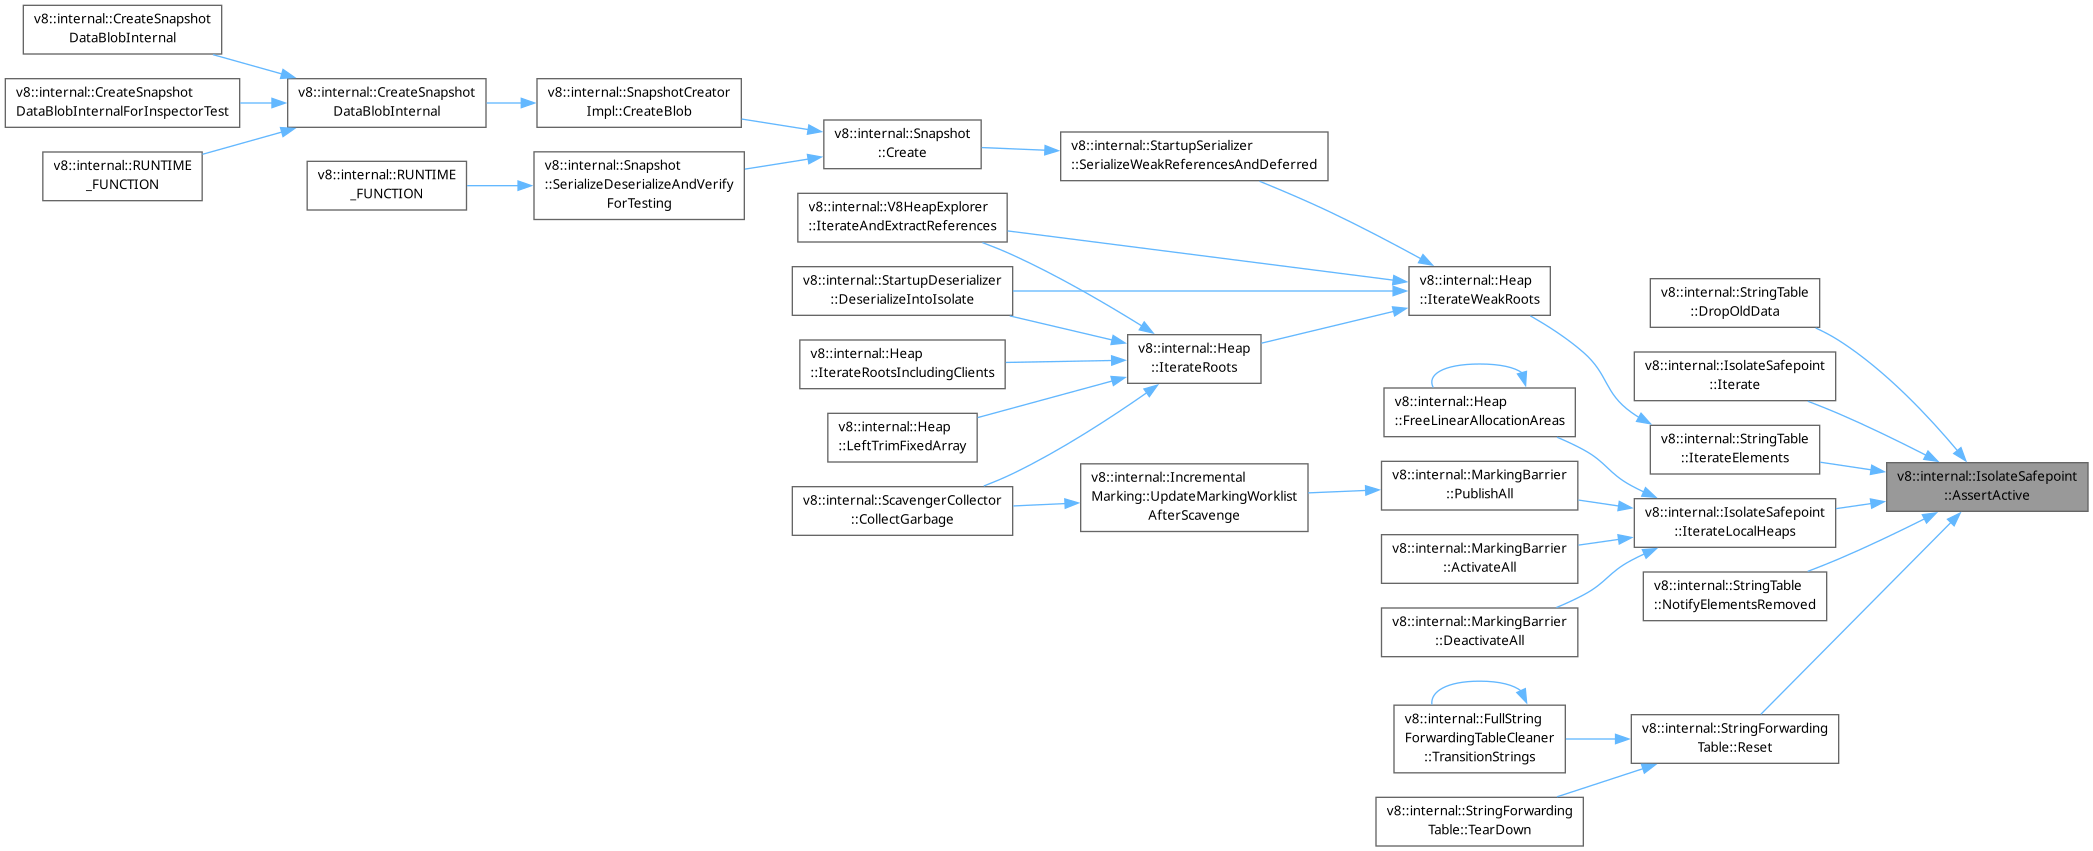 v8::internal::CreateSnapshot
DataBlobInternal
v8::internal::CreateSnapshot
DataBlobInternalForInspectorTest
v8::internal::RUNTIME
_FUNCTION
v8::internal::CreateSnapshot
DataBlobInternal
v8::internal::RUNTIME
_FUNCTION
v8::internal::SnapshotCreator
Impl::CreateBlob
v8::internal::Snapshot
::SerializeDeserializeAndVerify
ForTesting
v8::internal::Snapshot
::Create
v8::internal::V8HeapExplorer
::IterateAndExtractReferences
v8::internal::StartupDeserializer
::DeserializeIntoIsolate
v8::internal::Heap
::IterateRootsIncludingClients
v8::internal::Heap
::LeftTrimFixedArray
v8::internal::ScavengerCollector
::CollectGarbage
v8::internal::StartupSerializer
::SerializeWeakReferencesAndDeferred
v8::internal::Heap
::IterateRoots
v8::internal::Incremental
Marking::UpdateMarkingWorklist
AfterScavenge
v8::internal::Heap
::IterateWeakRoots
v8::internal::Heap
::FreeLinearAllocationAreas
v8::internal::MarkingBarrier
::PublishAll
v8::internal::MarkingBarrier
::ActivateAll
v8::internal::MarkingBarrier
::DeactivateAll
v8::internal::FullString
ForwardingTableCleaner
::TransitionStrings
v8::internal::StringForwarding
Table::TearDown
v8::internal::StringTable
::DropOldData
v8::internal::IsolateSafepoint
::Iterate
v8::internal::StringTable
::IterateElements
v8::internal::IsolateSafepoint
::IterateLocalHeaps
v8::internal::StringTable
::NotifyElementsRemoved
v8::internal::StringForwarding
Table::Reset
v8::internal::IsolateSafepoint
::AssertActive